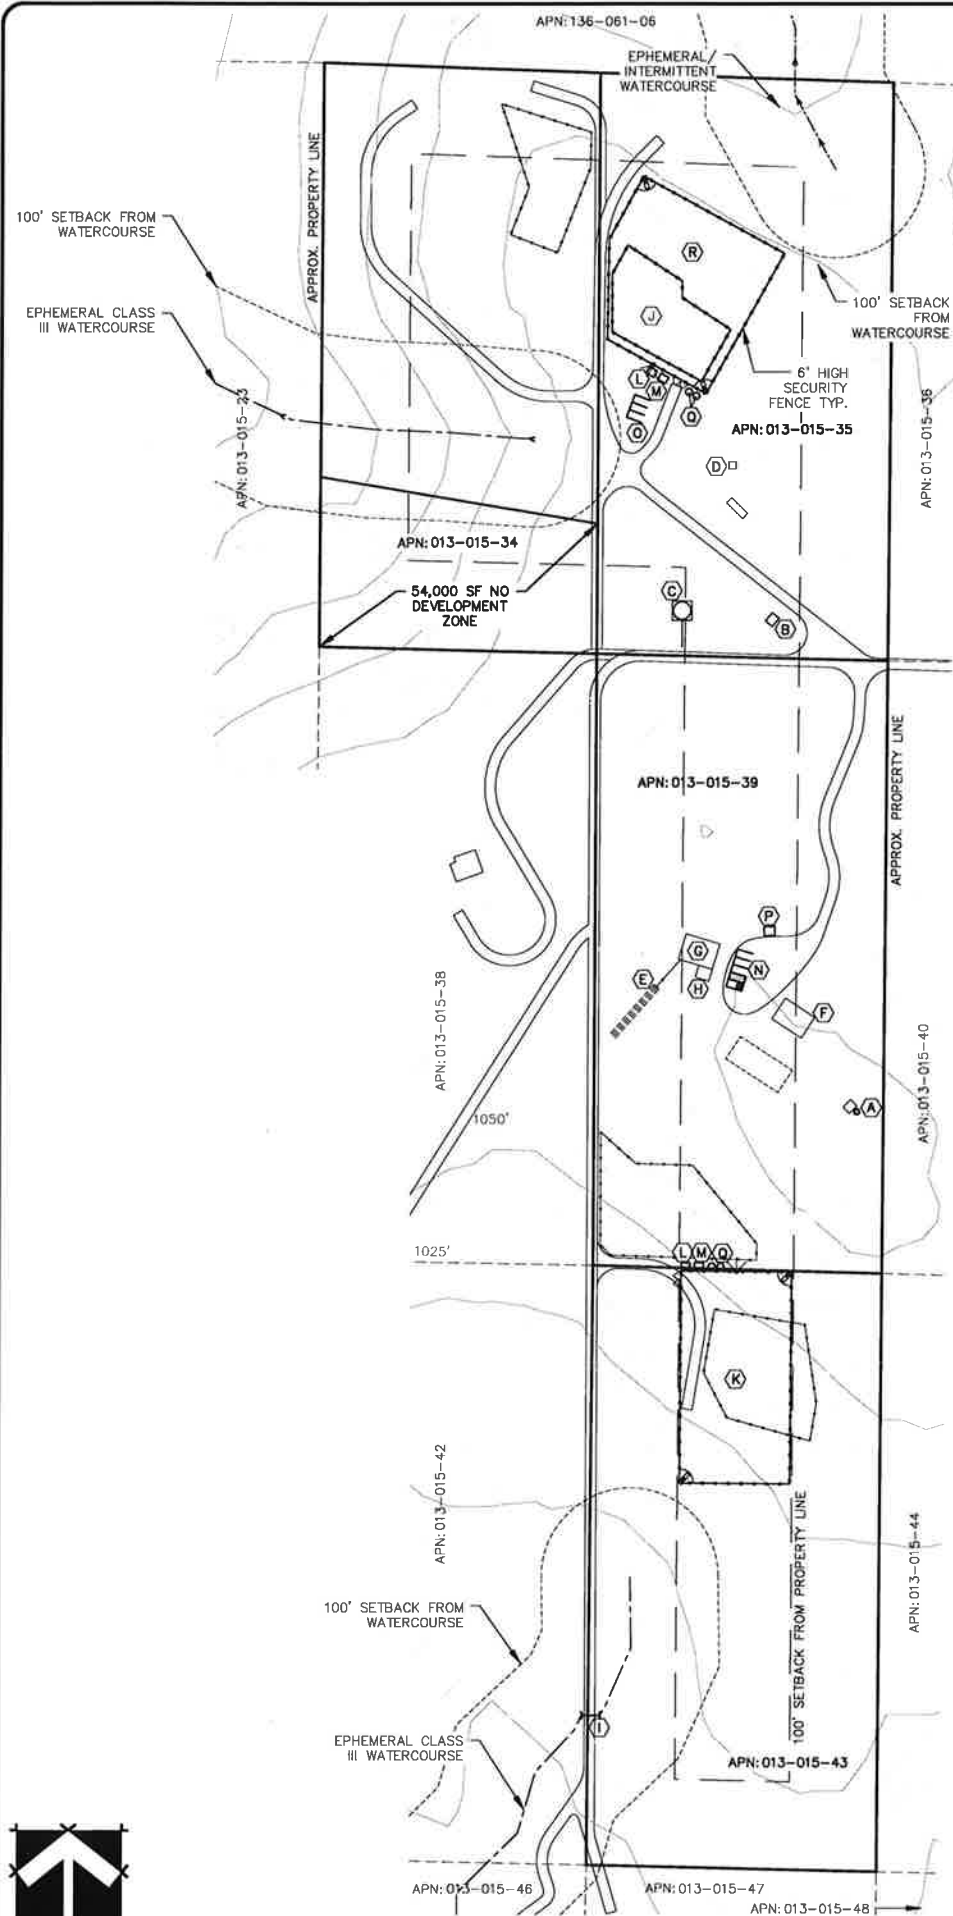 APN: 136-061-06
EPHEMERAL/
INTERMITTENT
WATERCOURSE
APPROX. PROPERTY LINE
100' SETBACK FROM
WATERCOURSE
EPHEMERAL CLASS
III WATERCOURSE
APN: 013-015-23
R
J
100' SETBACK
FROM
WATERCOURSE
6' HIGH
SECURITY
FENCE TYP.
L
M
O
Q
APN: 013-015-35
APN: 013-015-36
D
APN: 013-015-34
54,000 SF NO
DEVELOPMENT
ZONE
C
B
APPROX. PROPERTY LINE
APN: 013-015-39
P
G
N
E
H
F
APN: 013-015-38
APN: 013-015-40
A
1050'
1025'
L
M
Q
K
APN: 013-015-42
100' SETBACK FROM PROPERTY LINE
APN: 013-015-44
100' SETBACK FROM
WATERCOURSE
I
EPHEMERAL CLASS
III WATERCOURSE
APN: 013-015-43
APN: 013-015-46
APN: 013-015-47
APN: 013-015-48